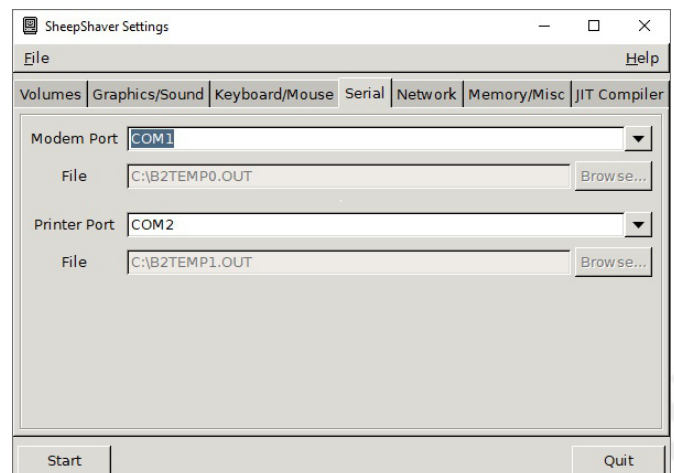 SheepShaver Settings
File Help
Volumes Graphics/Sound Keyboard/Mouse Serial Network Memory/Misc JIT Compiler
Modem Port COM1
File C:\B2TEMP0.OUT Browse...
Printer Port COM2
File C:\B2TEMP1.OUT Browse...
Start Quit